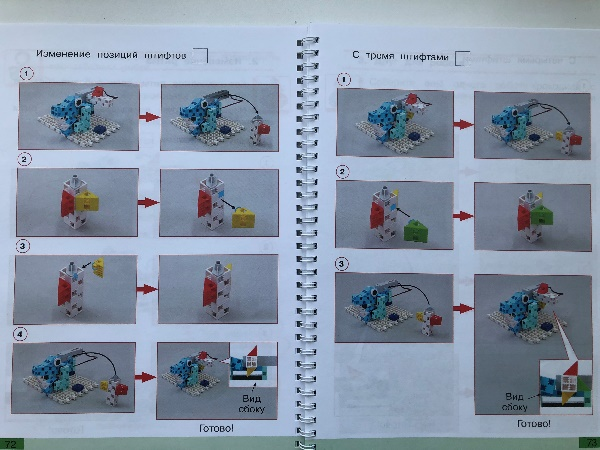 Изменение позиций штифтов
1
2
3
4
Вид
сбоку
Готово!
72
С тремя штифтами
1
2
3
Вид
сбоку
Готово!
73